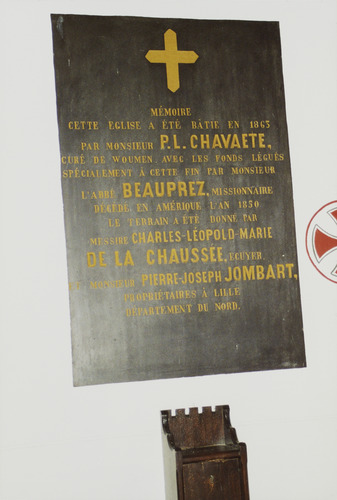 MÉMOIRE
CETTE EGLISE A ÉTÉ BÂTIE EN 1863
PAR MONSIEUR P.L. CHAVAETE,
CURÉ DE WOUMEN, AVEC LES FONDS LÉGUÉS
SPÉCIALEMENT À CETTE FIN PAR MONSIEUR
L'ABBÉ BEAUPREZ, MISSIONNAIRE
DÉCÉDÉ EN AMÉRIQUE L'AN 1850
LE TERRAIN A ÉTÉ DONNÉ PAR
MESSIRE CHARLES-LÉOPOLD-MARIE
DE LA CHAUSSÉE, ECUYER,
ET MONSIEUR PIERRE-JOSEPH JOMBART,
PROPRIÉTAIRES À LILLE
DÉPARTEMENT DU NORD.